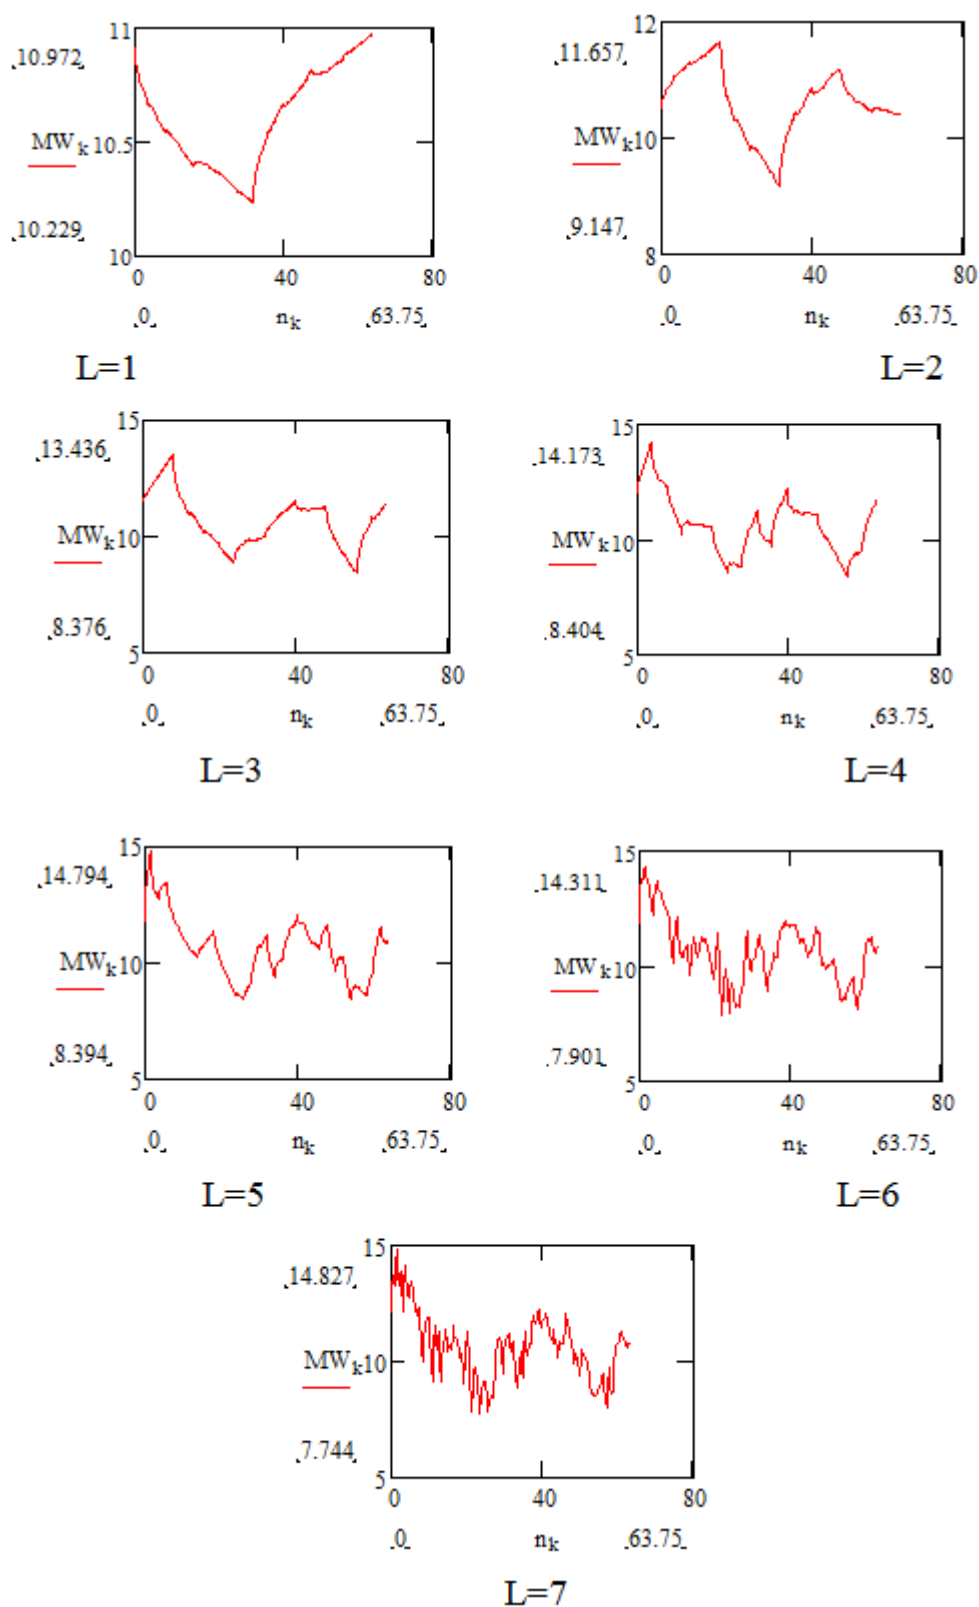 11
10.972
MWₖ 10.5
10.229
10
0 40 80
0 nₖ 63.75
L=1
12
11.657
MWₖ 10
9.147
8
0 40 80
0 nₖ 63.75
L=2
15
13.436
MWₖ 10
8.376
5
0 40 80
0 nₖ 63.75
L=3
15
14.173
MWₖ 10
8.404
5
0 40 80
0 nₖ 63.75
L=4
15
14.794
MWₖ 10
8.394
5
0 40 80
0 nₖ 63.75
L=5
15
14.311
MWₖ 10
7.901
5
0 40 80
0 nₖ 63.75
L=6
15
14.827
MWₖ 10
7.744
5
0 40 80
0 nₖ 63.75
L=7